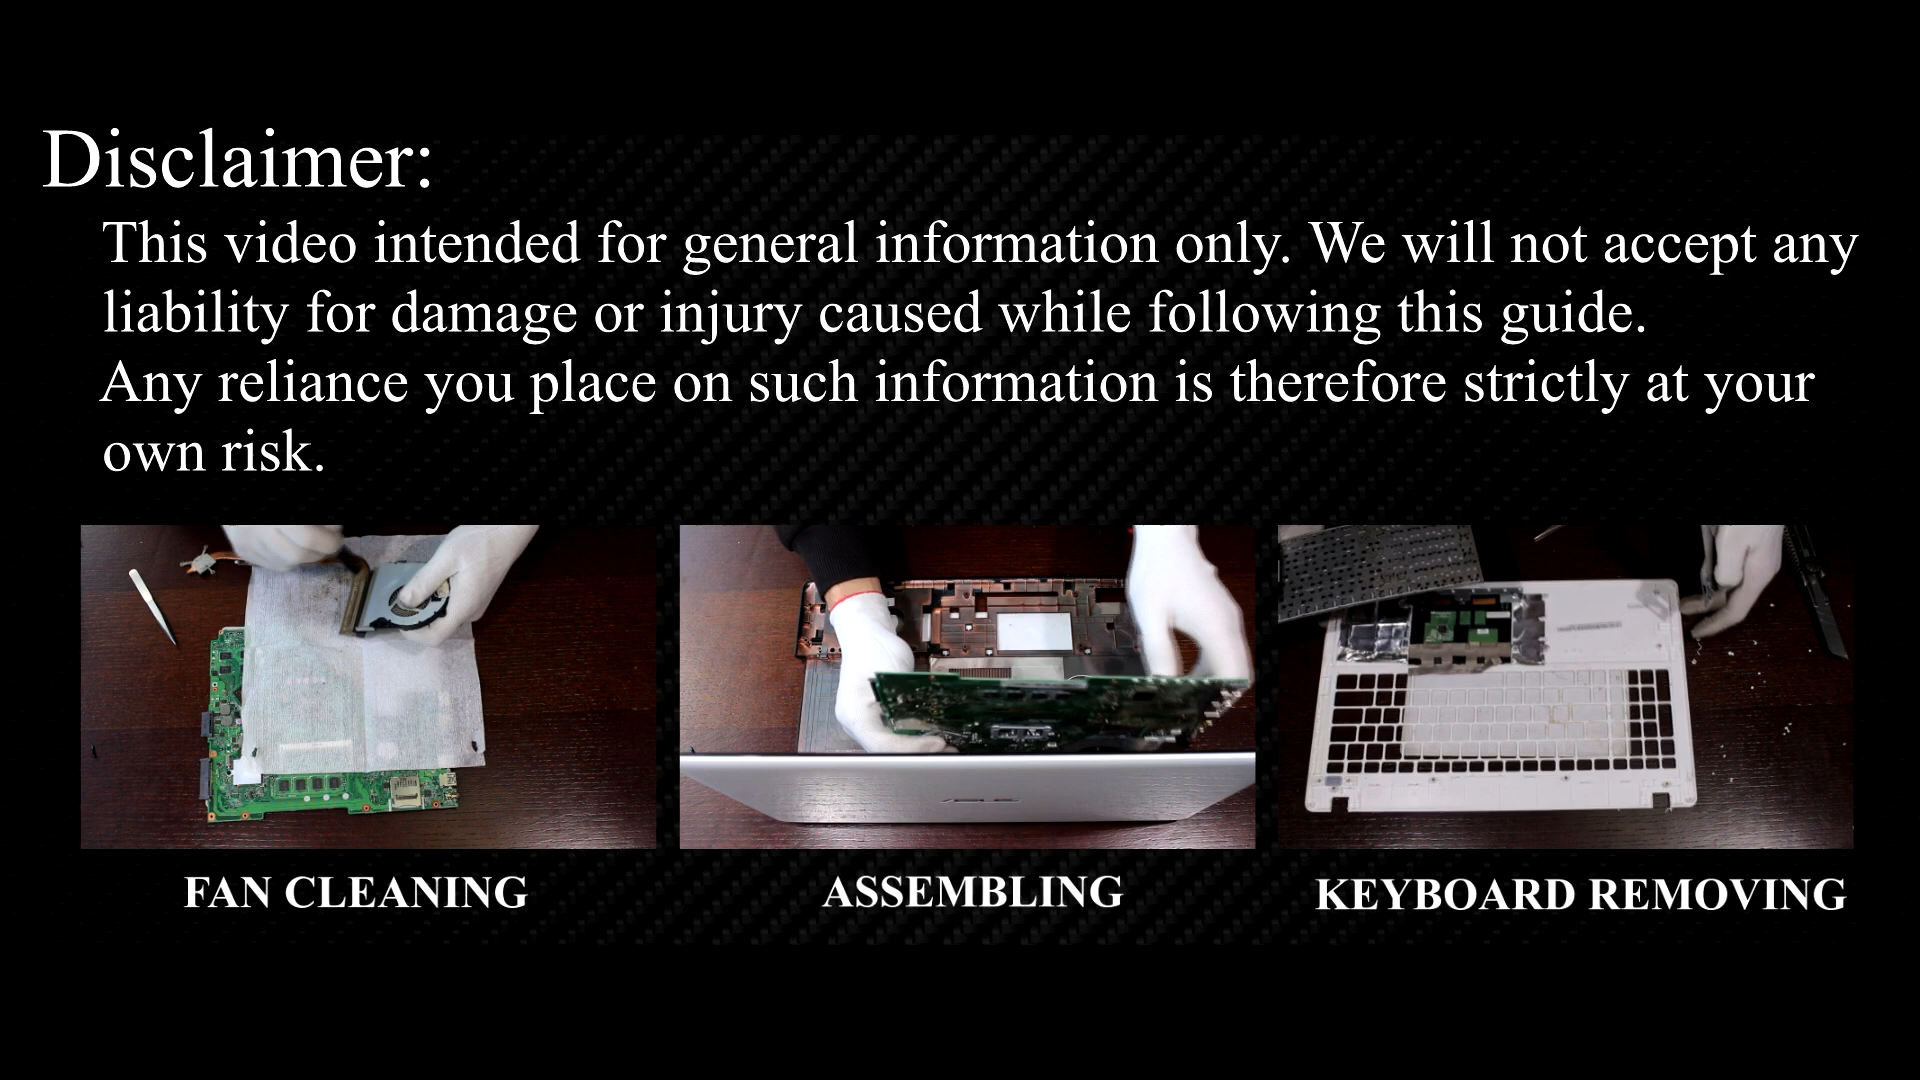 Disclaimer:
This video intended for general information only. We will not accept any
liability for damage or injury caused while following this guide.
Any reliance you place on such information is therefore strictly at your
own risk.
ASUS
FAN CLEANING
ASSEMBLING
KEYBOARD REMOVING